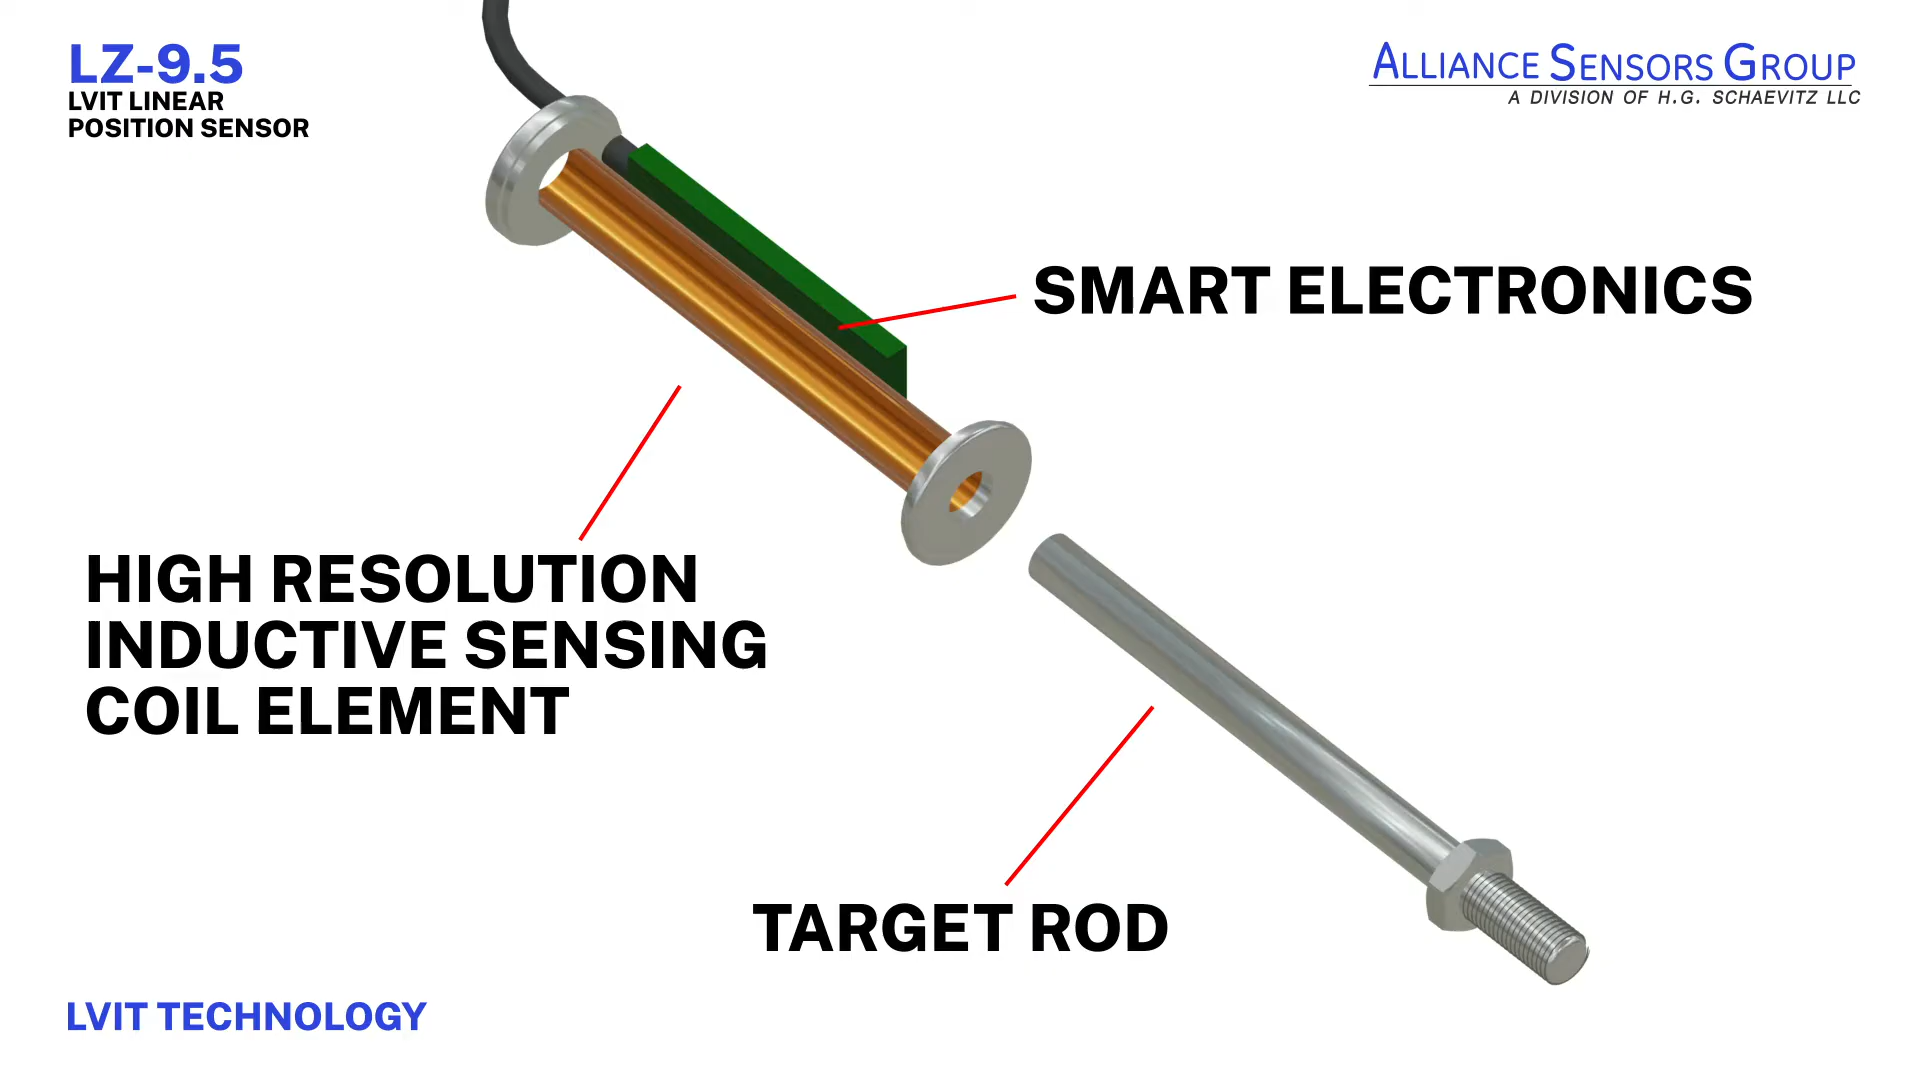 LZ-9.5
LVIT LINEAR
POSITION SENSOR
ALLIANCE SENSORS GROUP
A DIVISION OF H.G. SCHAEVITZ LLC
SMART ELECTRONICS
HIGH RESOLUTION
INDUCTIVE SENSING
COIL ELEMENT
TARGET ROD
LVIT TECHNOLOGY